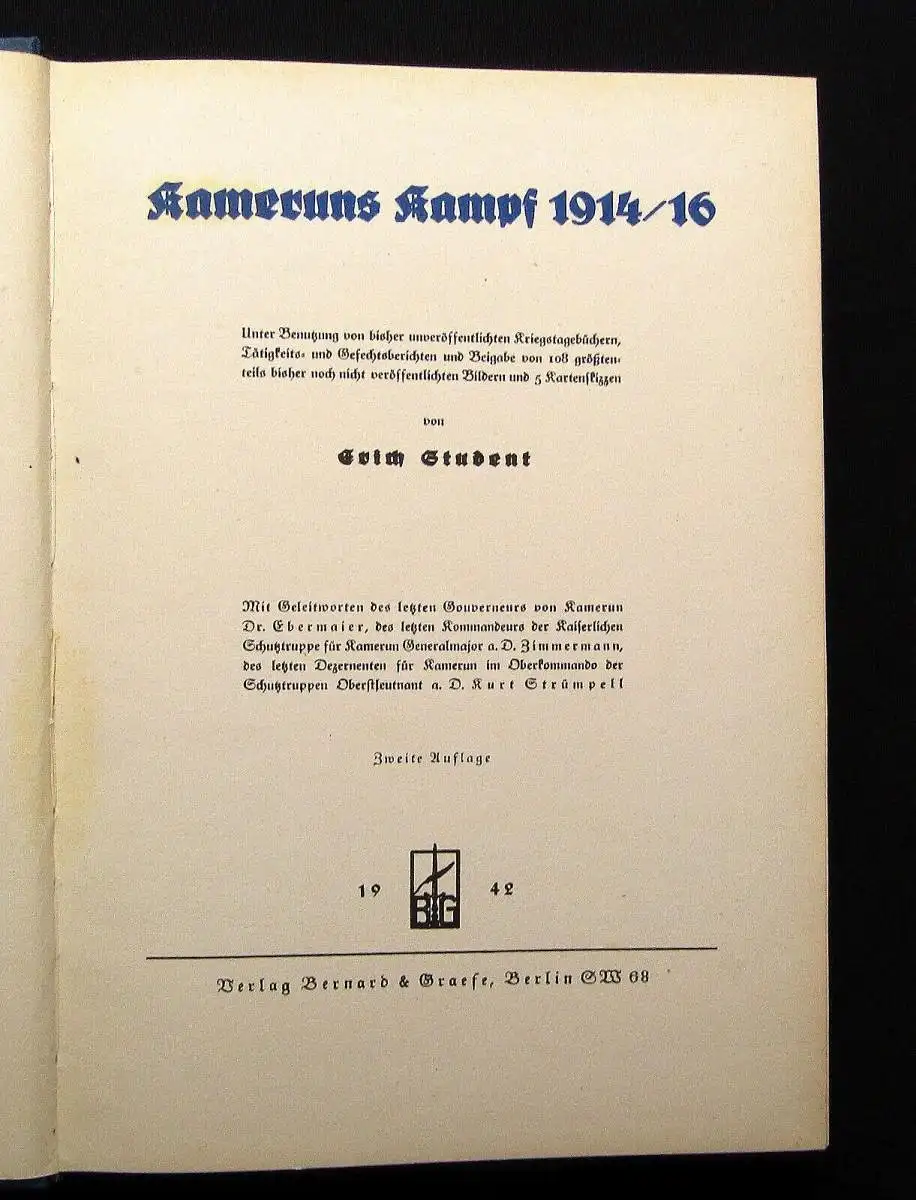 Kameruns Kampf 1914/16
Unter Benutzung von bisher unveröffentlichten Kriegstagebüchern,
Tätigkeits- und Gefechtsberichten und Beigabe von 108 größten-
teils bisher noch nicht veröffentlichten Bildern und 5 Kartenskizzen
von
Erich Student
Mit Geleitworten des letzten Gouverneurs von Kamerun
Dr. Ebermaier, des letzten Kommandeurs der Kaiserlichen
Schutztruppe für Kamerun Generalmajor a. D. Zimmermann,
des letzten Dezernenten für Kamerun im Oberkommando der
Schutztruppen Oberstleutnant a. D. Kurt Strümpell
Zweite Auflage
19 BG 42
Verlag Bernard & Graefe, Berlin SW 68